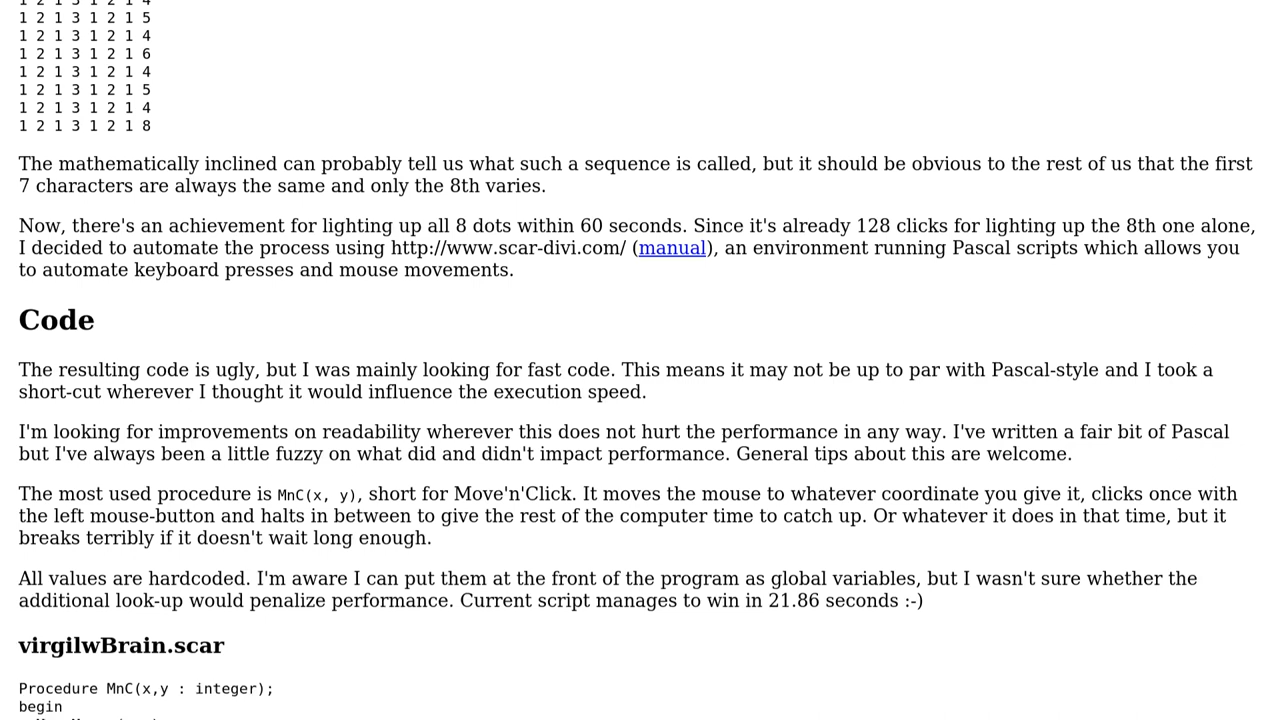 1 2 1 3 1 2 1 4
1 2 1 3 1 2 1 5
1 2 1 3 1 2 1 4
1 2 1 3 1 2 1 6
1 2 1 3 1 2 1 4
1 2 1 3 1 2 1 5
1 2 1 3 1 2 1 4
1 2 1 3 1 2 1 8
The mathematically inclined can probably tell us what such a sequence is called, but it should be obvious to the rest of us that the first
7 characters are always the same and only the 8th varies.
Now, there's an achievement for lighting up all 8 dots within 60 seconds. Since it's already 128 clicks for lighting up the 8th one alone,
I decided to automate the process using http://www.scar-divi.com/ (manual), an environment running Pascal scripts which allows you
to automate keyboard presses and mouse movements.
Code
The resulting code is ugly, but I was mainly looking for fast code. This means it may not be up to par with Pascal-style and I took a
short-cut wherever I thought it would influence the execution speed.
I'm looking for improvements on readability wherever this does not hurt the performance in any way. I've written a fair bit of Pascal
but I've always been a little fuzzy on what did and didn't impact performance. General tips about this are welcome.
The most used procedure is MnC(x, y), short for Move'n'Click. It moves the mouse to whatever coordinate you give it, clicks once with
the left mouse-button and halts in between to give the rest of the computer time to catch up. Or whatever it does in that time, but it
breaks terribly if it doesn't wait long enough.
All values are hardcoded. I'm aware I can put them at the front of the program as global variables, but I wasn't sure whether the
additional look-up would penalize performance. Current script manages to win in 21.86 seconds :-)
virgilwBrain.scar
Procedure MnC(x,y : integer);
begin